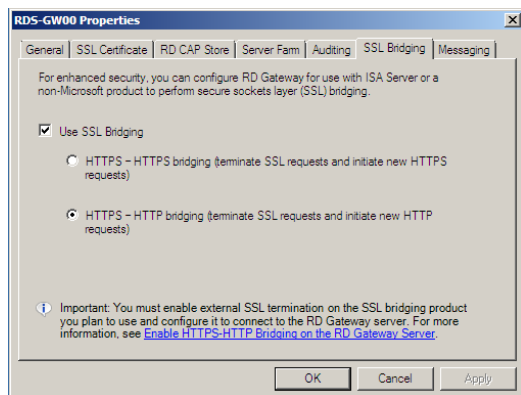 RDS-GW00 Properties
General
SSL Certificate
RD CAP Store
Server Farm
Auditing
SSL Bridging
Messaging
For enhanced security, you can configure RD Gateway for use with ISA Server or a
non-Microsoft product to perform secure sockets layer (SSL) bridging.
Use SSL Bridging
HTTPS – HTTPS bridging (terminate SSL requests and initiate new HTTPS
requests)
HTTPS – HTTP bridging (terminate SSL requests and initiate new HTTP
requests)
Important: You must enable external SSL termination on the SSL bridging product
you plan to use and configure it to connect to the RD Gateway server. For more
information, see Enable HTTPS-HTTP Bridging on the RD Gateway Server.
OK
Cancel
Apply